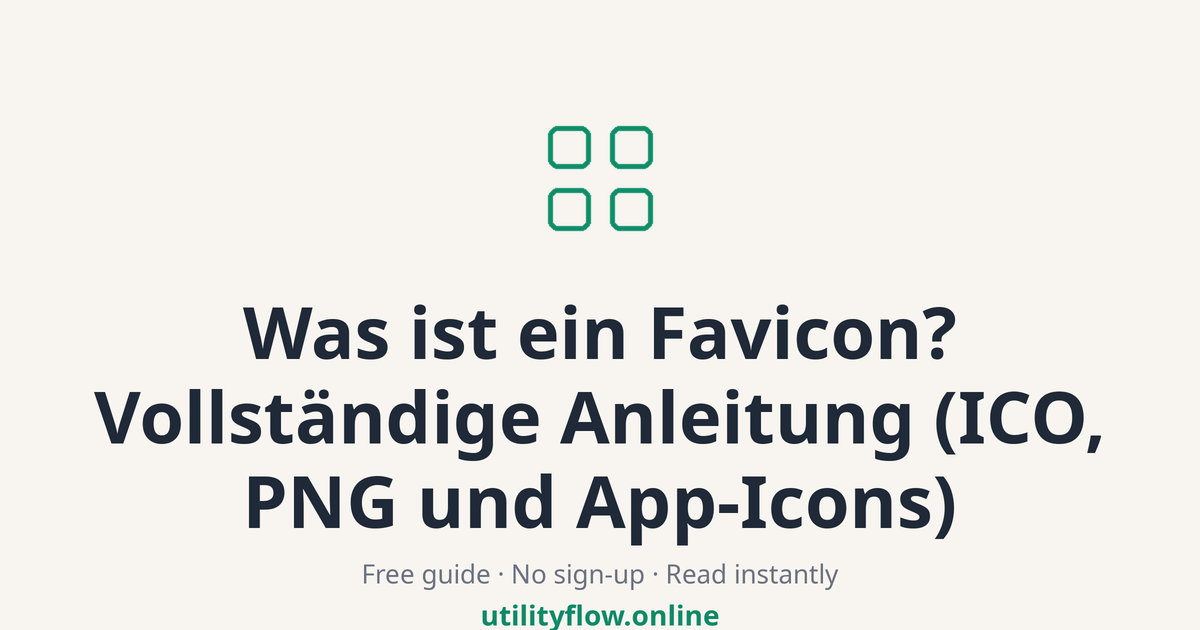 Was ist ein Favicon?
Vollständige Anleitung (ICO,
PNG und App-Icons)
Free guide · No sign-up · Read instantly
utilityflow.online